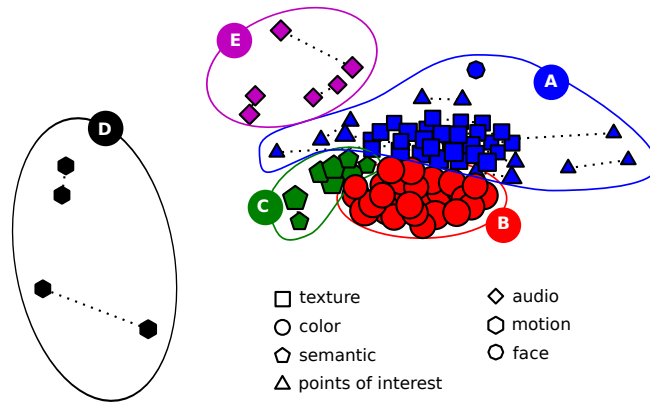 E
A
D
C
B
texture
audio
color
motion
semantic
face
points of interest